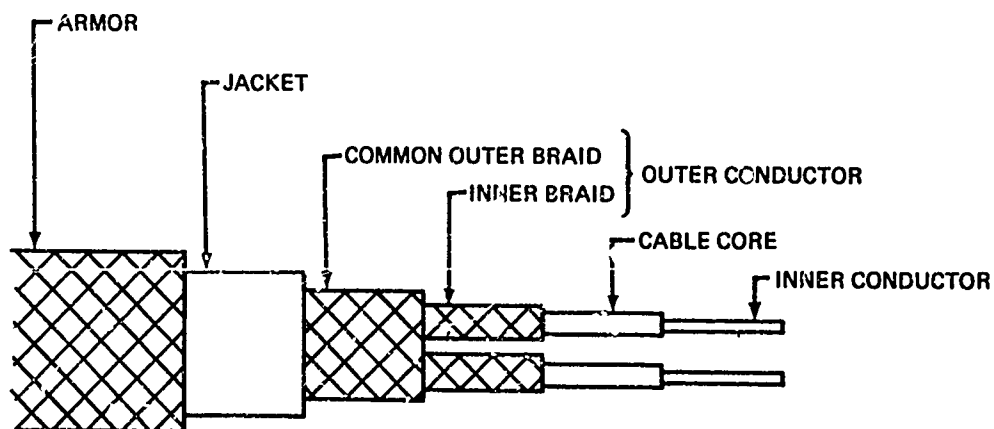 ARMOR
JACKET
COMMON OUTER BRAID
INNER BRAID
OUTER CONDUCTOR
CABLE CORE
INNER CONDUCTOR